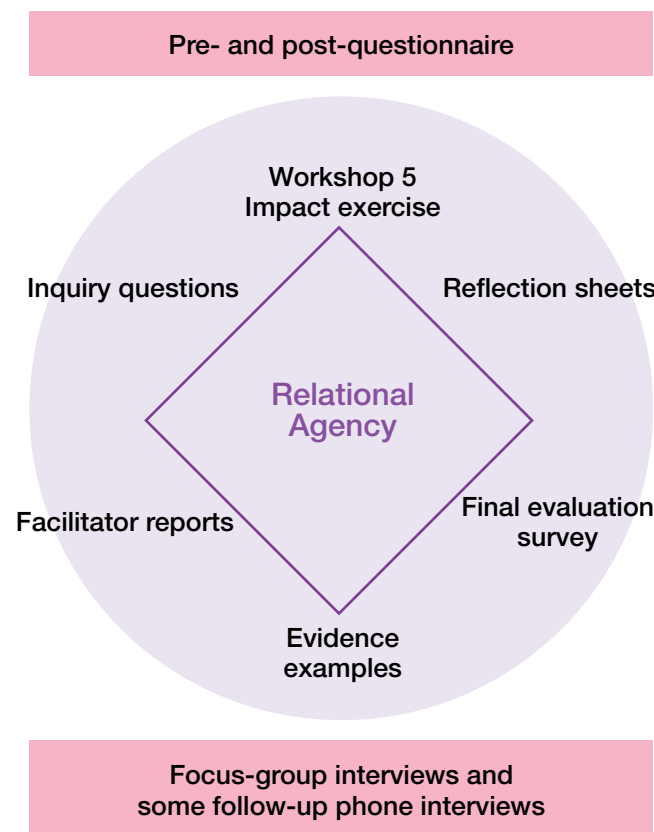 Pre- and post-questionnaire
Workshop 5
Impact exercise
Inquiry questions
Reflection sheets
Relational
Agency
Facilitator reports
Final evaluation
survey
Evidence
examples
Focus-group interviews and
some follow-up phone interviews